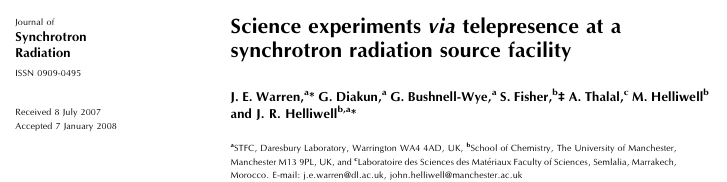 Journal of
Synchrotron
Radiation
ISSN 0909-0495
Received 8 July 2007
Accepted 7 January 2008
Science experiments via telepresence at a
synchrotron radiation source facility
J. E. Warren,a* G. Diakun,a G. Bushnell-Wye,a S. Fisher,b‡ A. Thalal,c M. Helliwellb
and J. R. Helliwellb,a*
aSTFC, Daresbury Laboratory, Warrington WA4 4AD, UK, bSchool of Chemistry, The University of Manchester,
Manchester M13 9PL, UK, and cLaboratoire des Sciences des Matériaux Faculty of Sciences, Semlalia, Marrakech,
Morocco. E-mail: j.e.warren@dl.ac.uk, john.helliwell@manchester.ac.uk